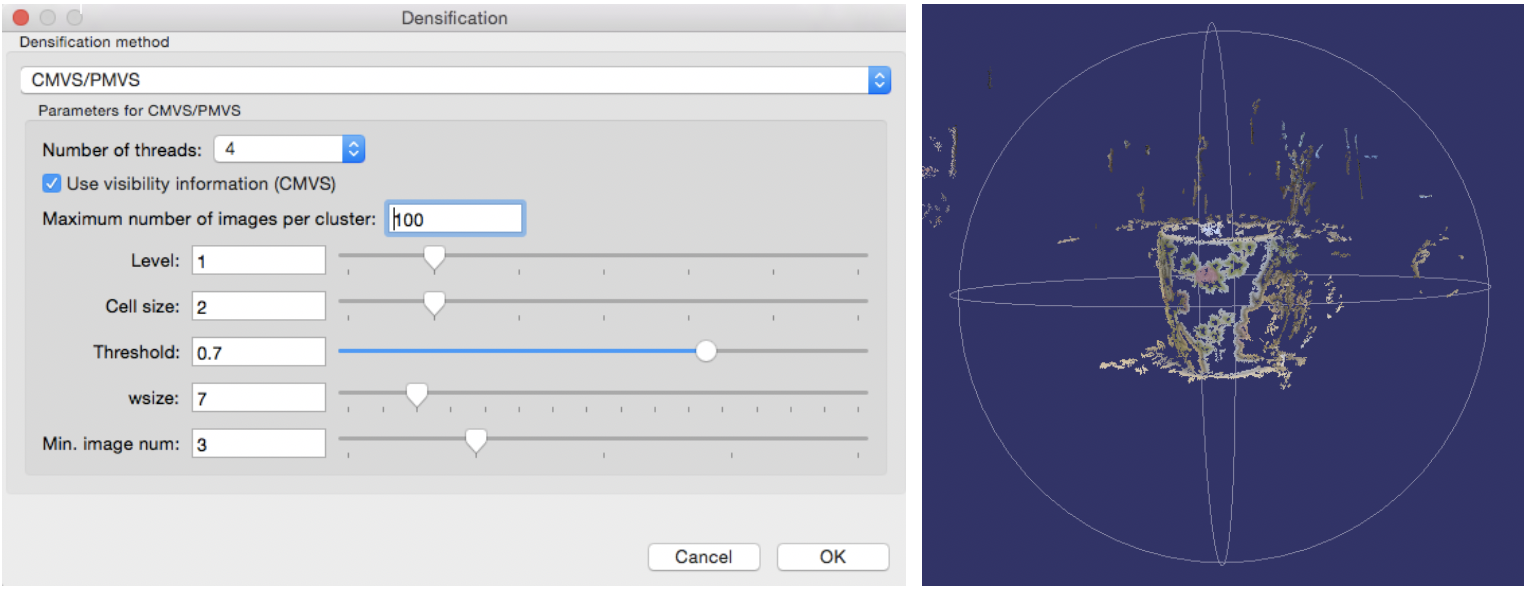 Densification
Densification method
CMVS/PMVS
Parameters for CMVS/PMVS
Number of threads: 4
Use visibility information (CMVS)
Maximum number of images per cluster: 100
Level: 1
Cell size: 2
Threshold: 0.7
wsize: 7
Min. image num: 3
Cancel OK